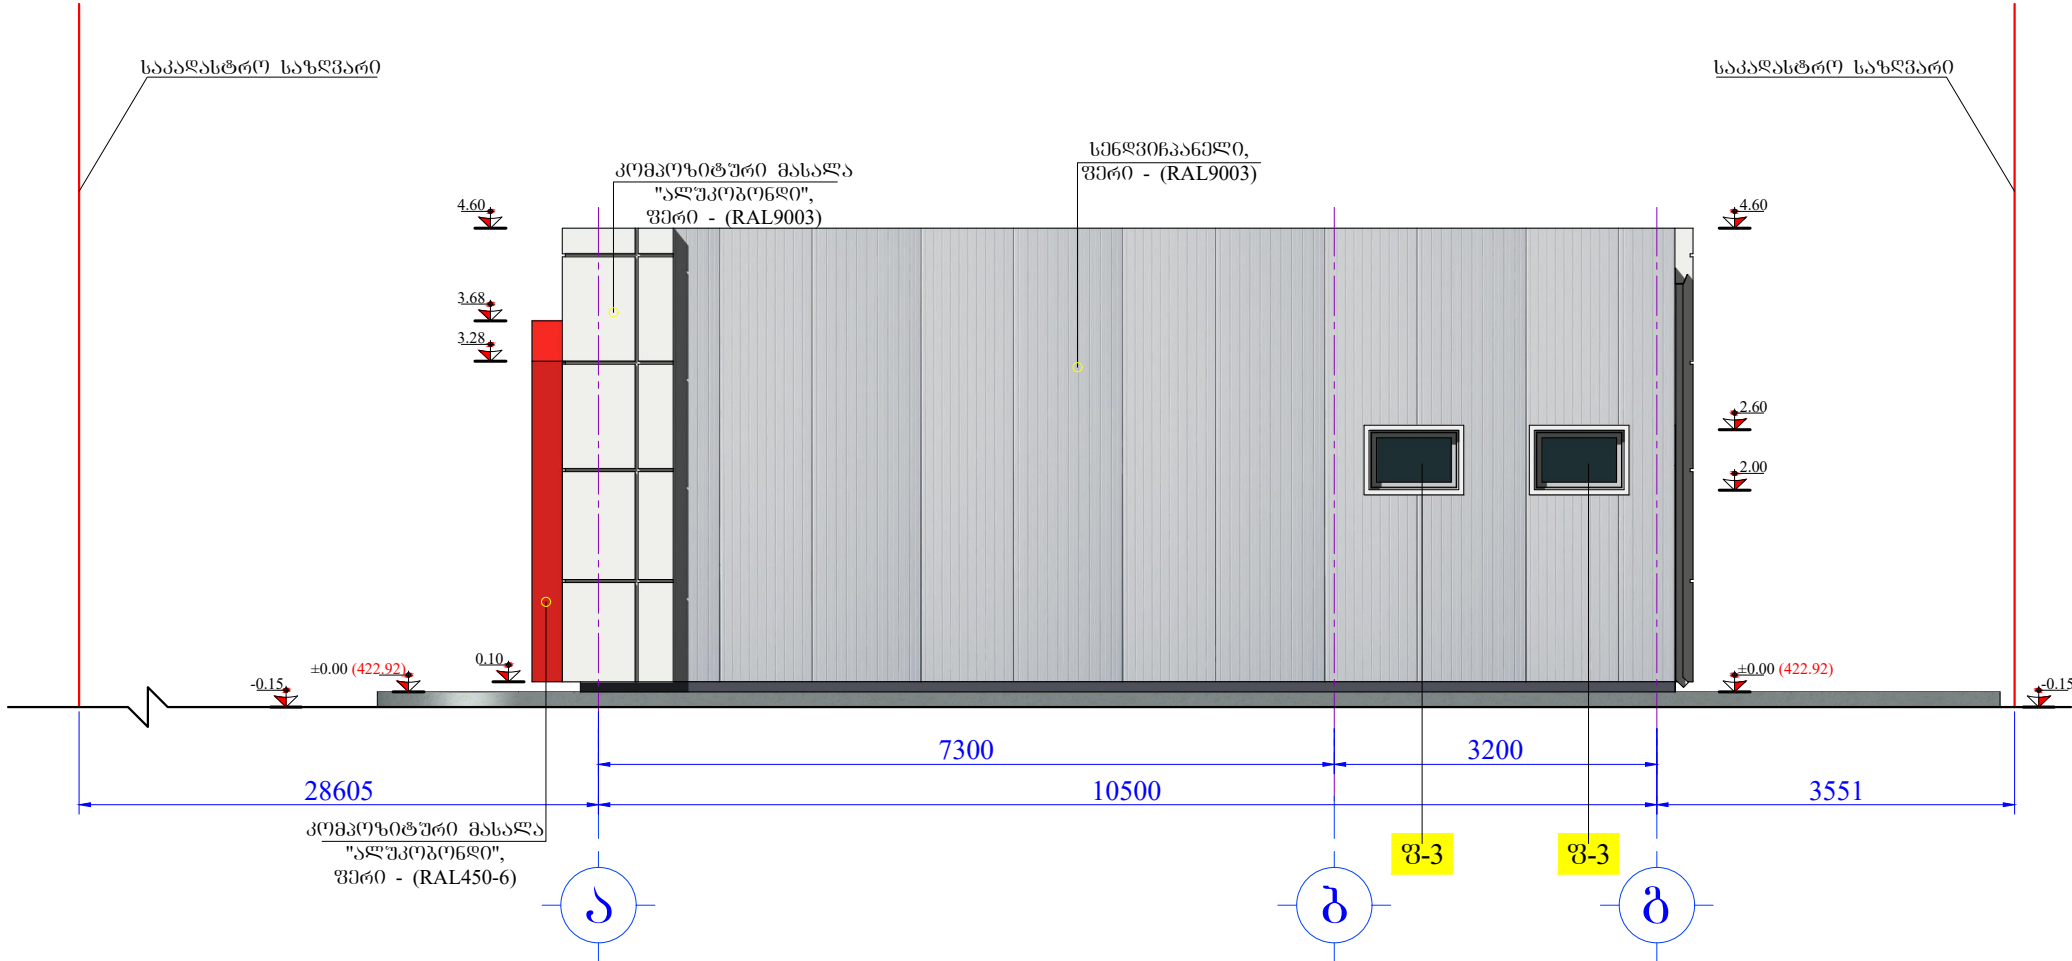 საკადასტრო საზღვარი
საკადასტრო საზღვარი
სენდვიჩპანელი,
ფერი - (RAL9003)
კომპოზიტური მასალა
"ალუკობონდი",
ფერი - (RAL9003)
4.60
4.60
3.68
3.28
2.60
2.00
0.10
±0.00 (422.92)
-0.15
±0.00 (422.92)
-0.15
7300
3200
28605
10500
3551
კომპოზიტური მასალა
"ალუკობონდი",
ფერი - (RAL450-6)
ფ-3
ფ-3
ა
ბ
გ